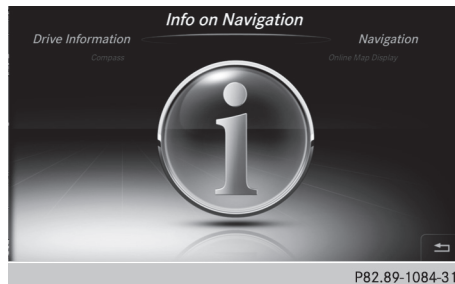 Info on Navigation
Drive Information
Navigation
Compass
Online Map Display
P82.89-1084-31